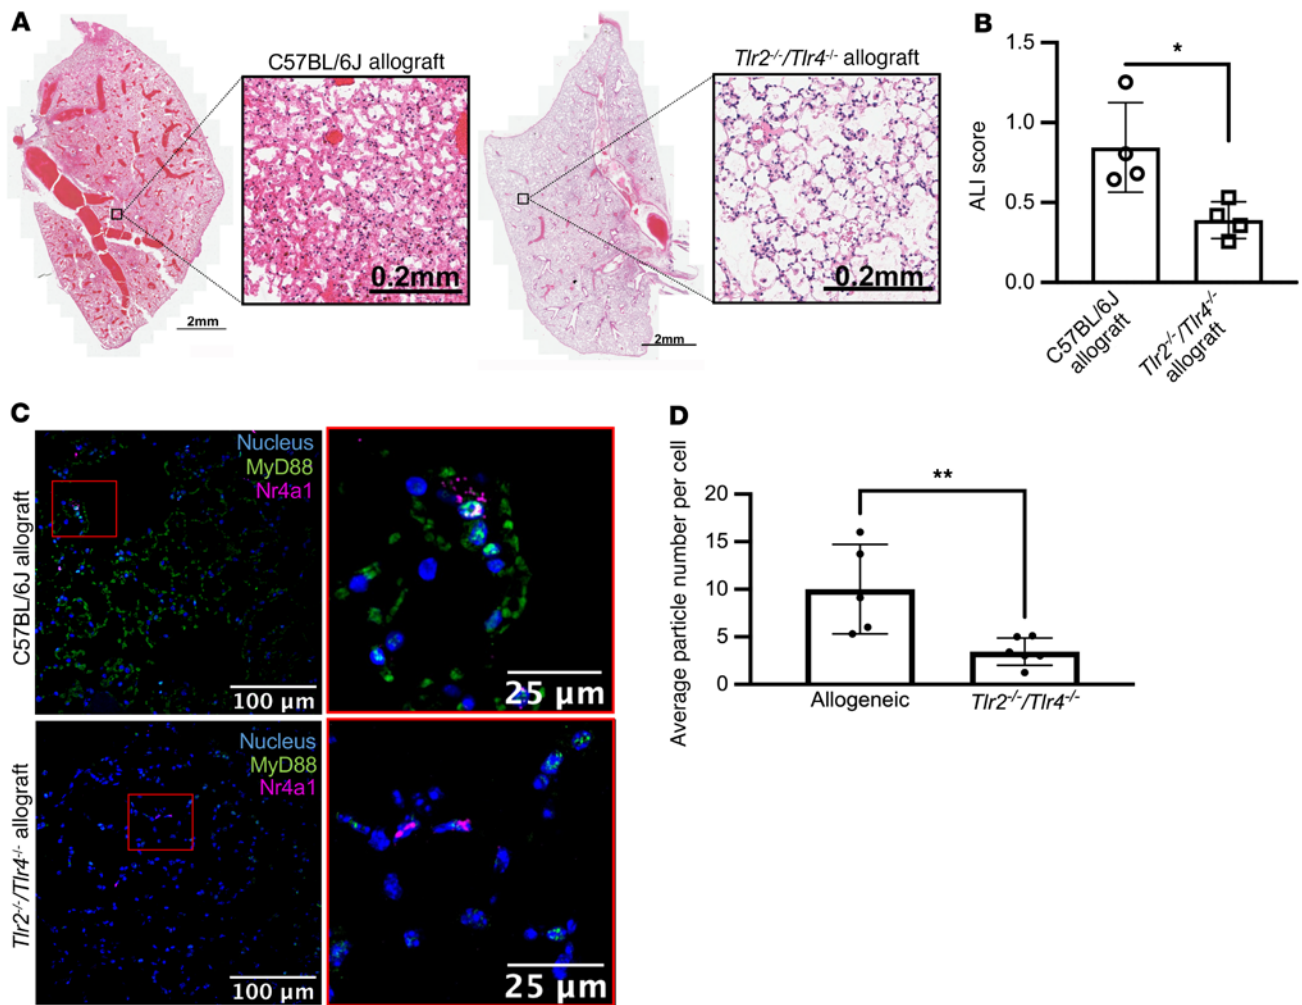 A
C57BL/6J allograft
0.2mm
2mm
Tlr2-/-/Tlr4-/- allograft
0.2mm
2mm
B
ALI score
1.5
1.0
0.5
0.0
*
C57BL/6J
allograft
Tlr2-/-/Tlr4-/-
allograft
C
C57BL/6J allograft
Nucleus
MyD88
Nr4a1
100 µm
25 µm
Tlr2-/-/Tlr4-/- allograft
Nucleus
MyD88
Nr4a1
100 µm
25 µm
D
Average particle number per cell
20
15
10
5
0
**
Allogeneic
Tlr2-/-/Tlr4-/-